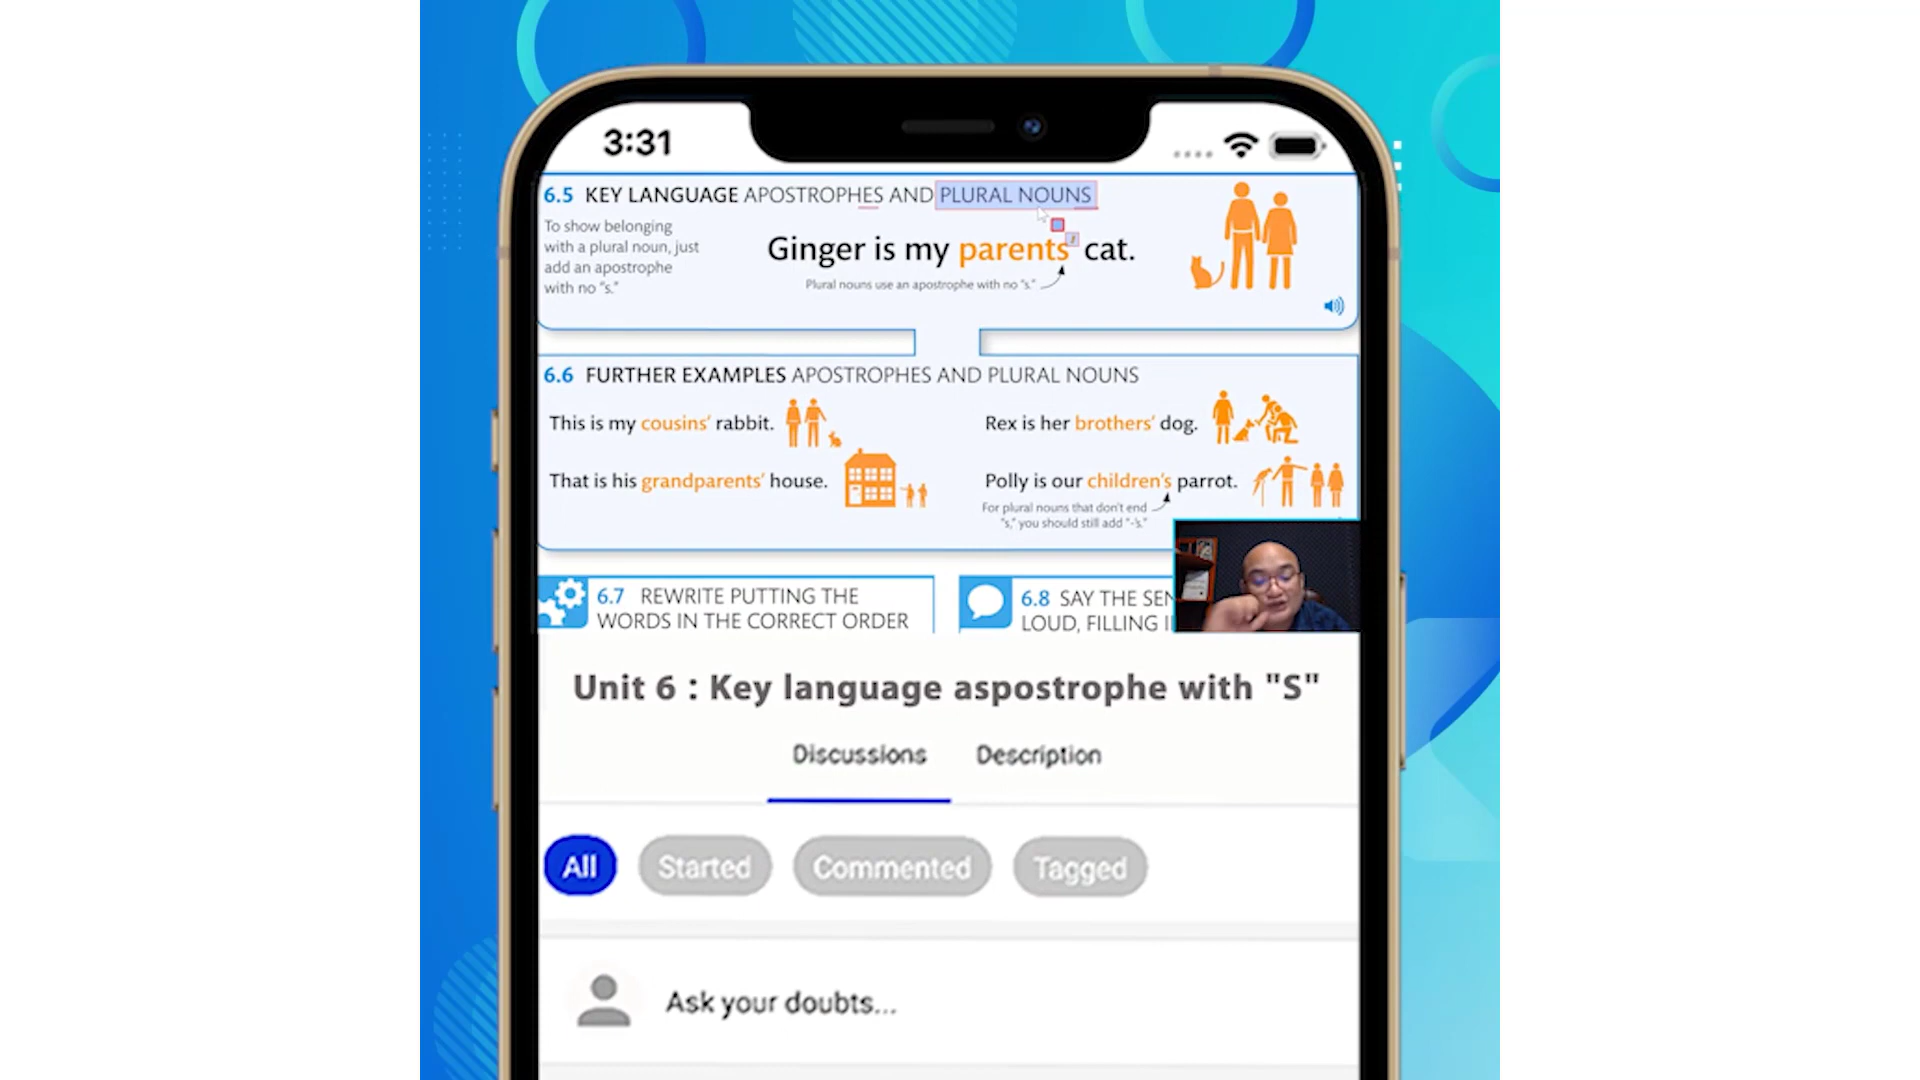 3:31
6.5 KEY LANGUAGE APOSTROPHES AND PLURAL NOUNS
To show belonging
with a plural noun, just
add an apostrophe
with no "s."
Ginger is my parents' cat.
Plural nouns use an apostrophe with no "s."
6.6 FURTHER EXAMPLES APOSTROPHES AND PLURAL NOUNS
This is my cousins' rabbit.
Rex is her brothers' dog.
That is his grandparents' house.
Polly is our children's parrot.
For plural nouns that don't end
"s," you should still add "-'s."
6.7 REWRITE PUTTING THE
WORDS IN THE CORRECT ORDER
6.8 SAY THE SEN
LOUD, FILLING I
Unit 6 : Key language aspostrophe with "S"
Discussions Description
All Started Commented Tagged
Ask your doubts...